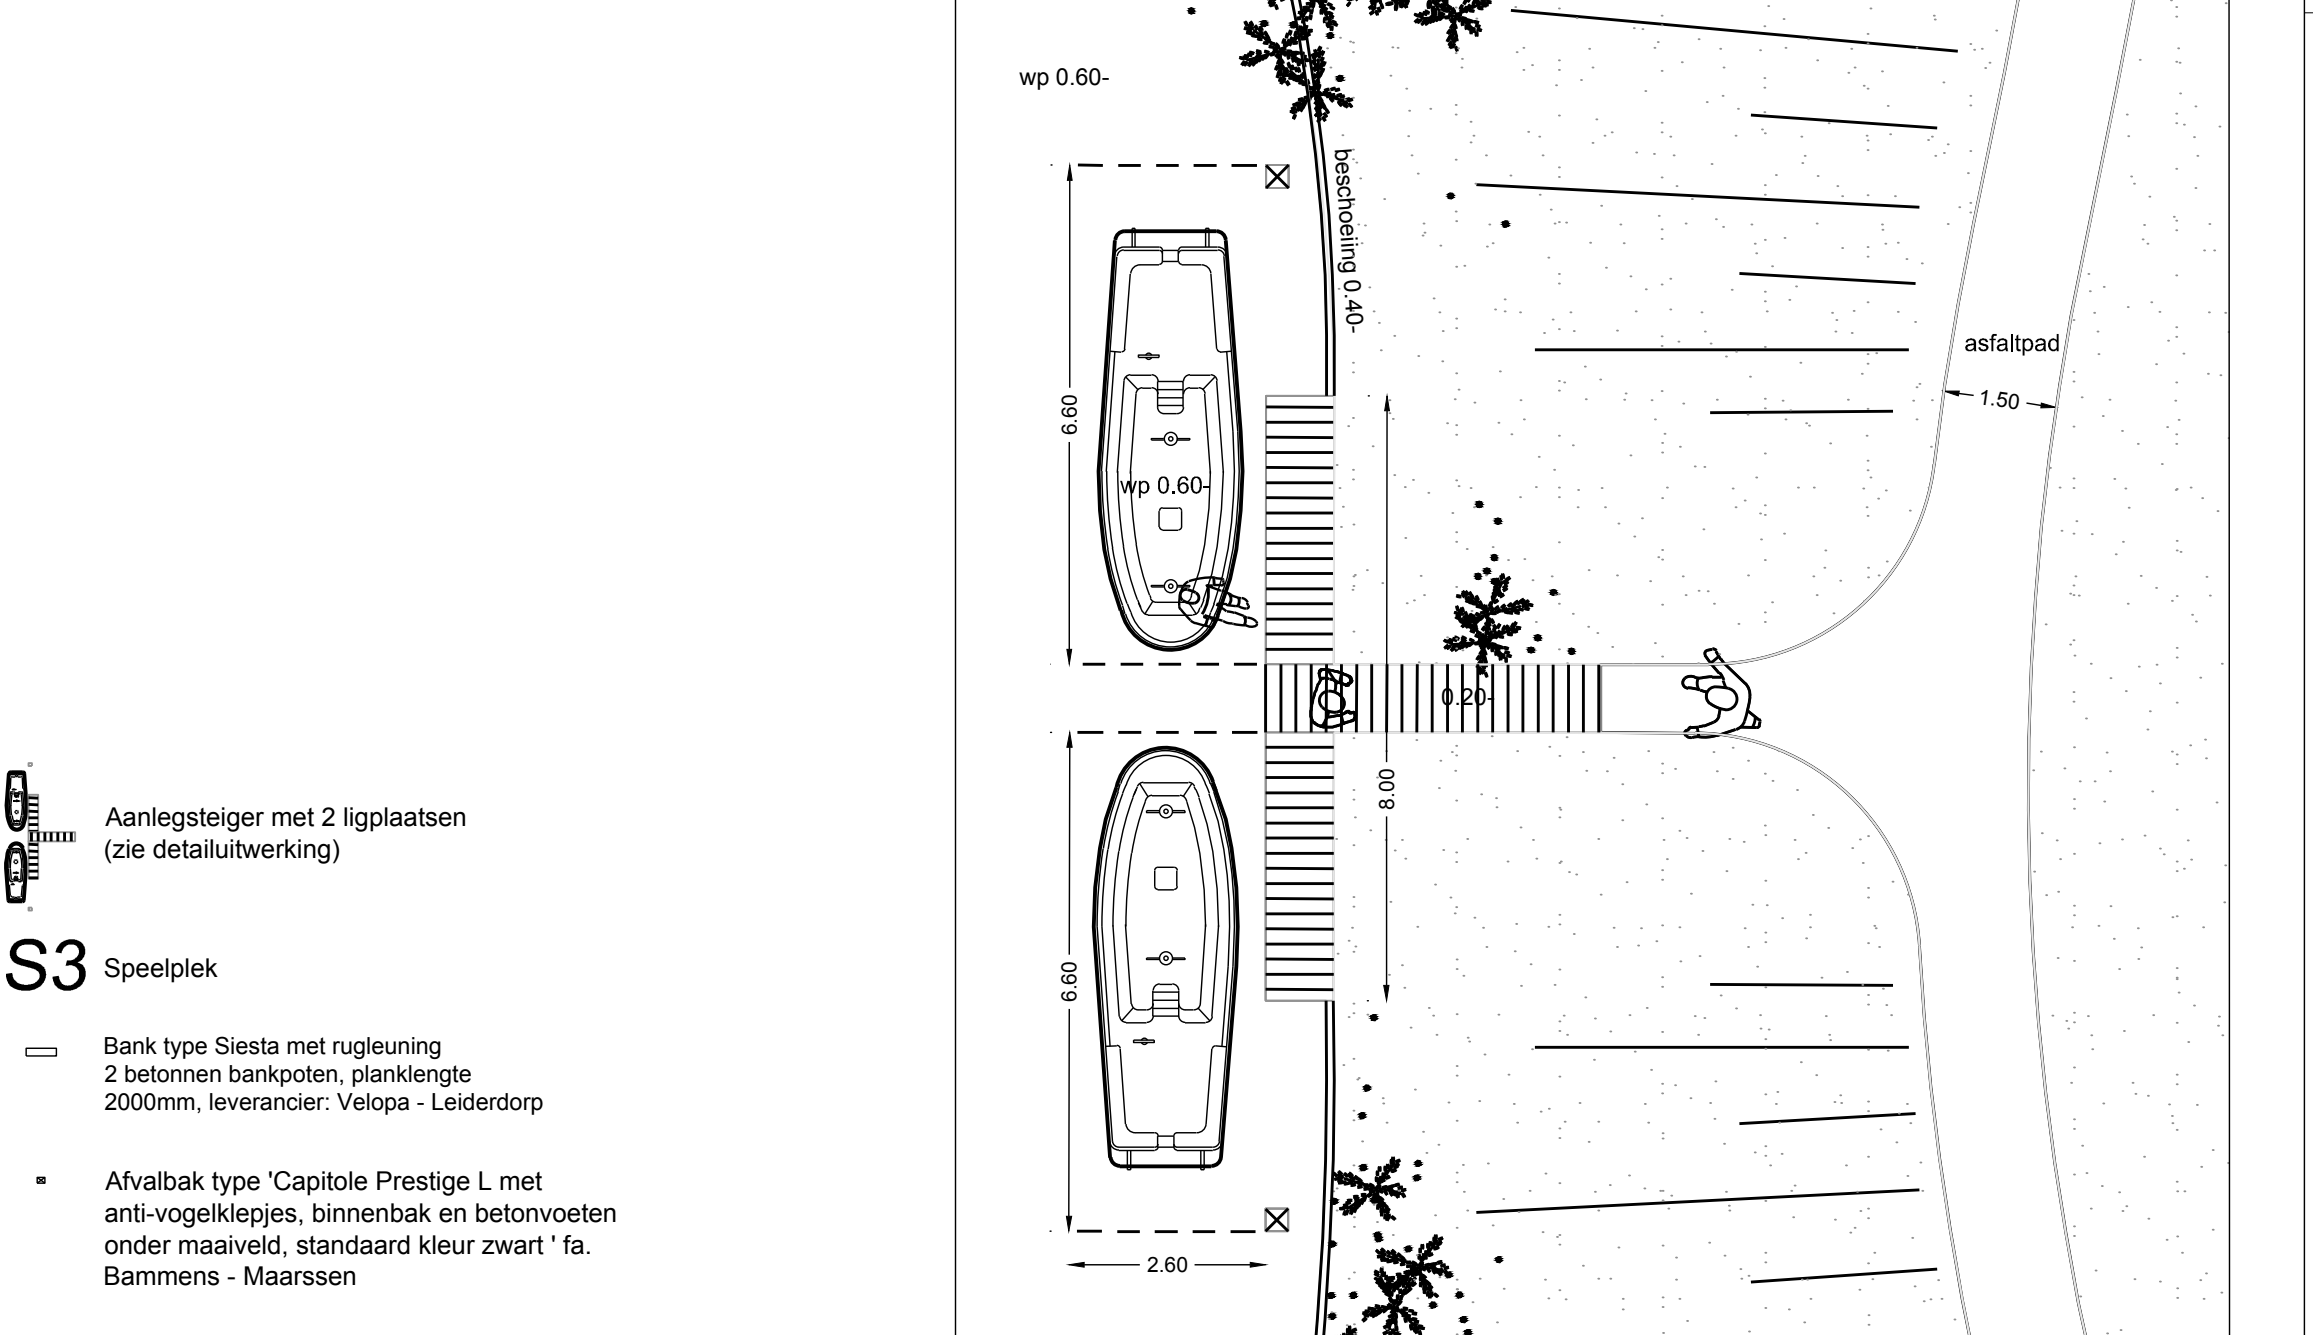 Aanlegsteiger met 2 ligplaatsen
(zie detailuitwerking)
S3 Speelplek
Bank type Siesta met rugleuning
2 betonnen bankpoten, planklengte
2000mm, leverancier: Velopa - Leiderdorp
Afvalbak type 'Capitole Prestige L met
anti-vogelklepjes, binnenbak en betonvoeten
onder maaiveld, standaard kleur zwart ' fa.
Bammens - Maarssen
wp 0.60-
beschoeiing 0.40-
asfaltpad
1.50
6.60
wp 0.60-
0.20-
8.00
6.60
2.60